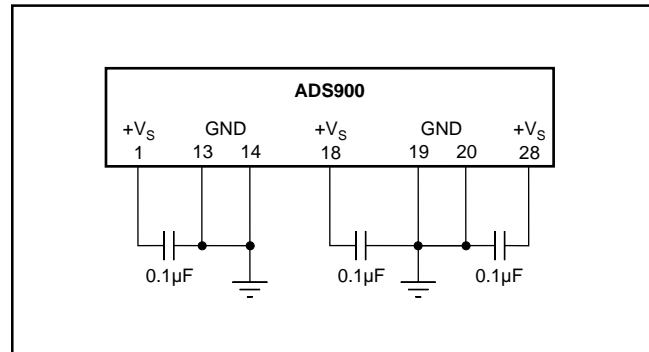 ADS900
+VS GND +VS GND +VS
1 13 14 18 19 20 28
0.1µF 0.1µF 0.1µF